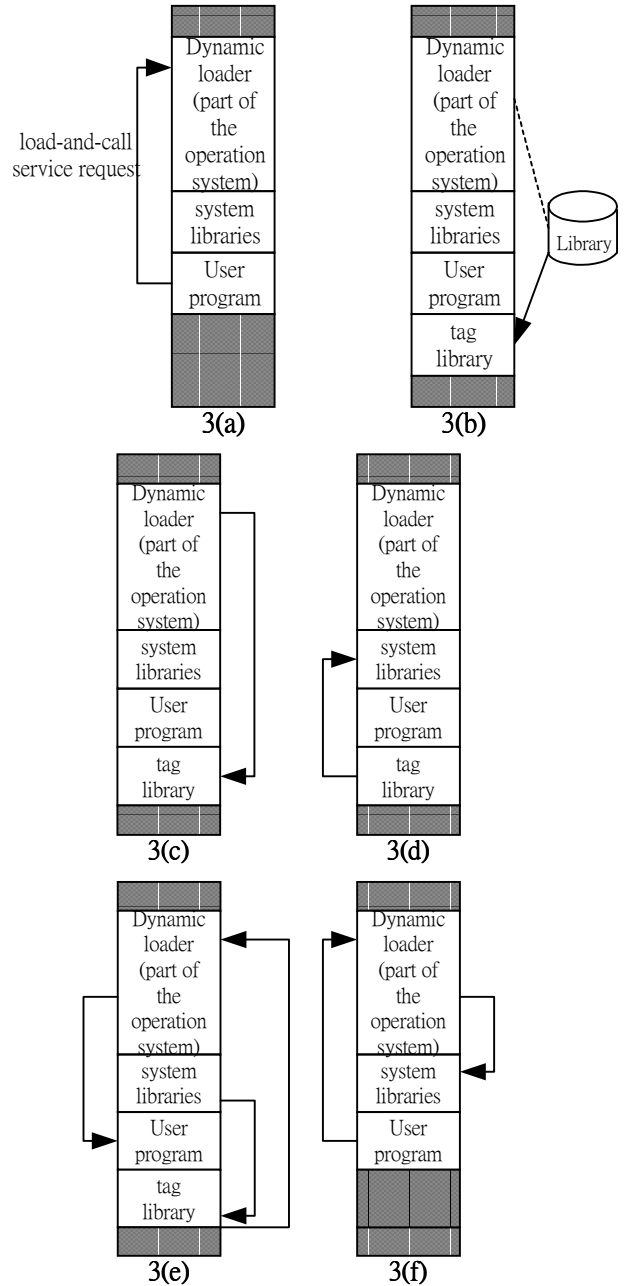 Dynamic
loader
(part of
the
operation
system)
load-and-call
service request
system
libraries
User
program
3(a)
Dynamic
loader
(part of
the
operation
system)
system
libraries
User
program
tag
library
Library
3(b)
Dynamic
loader
(part of
the
operation
system)
system
libraries
User
program
tag
library
3(c)
Dynamic
loader
(part of
the
operation
system)
system
libraries
User
program
tag
library
3(d)
Dynamic
loader
(part of
the
operation
system)
system
libraries
User
program
tag
library
3(e)
Dynamic
loader
(part of
the
operation
system)
system
libraries
User
program
3(f)